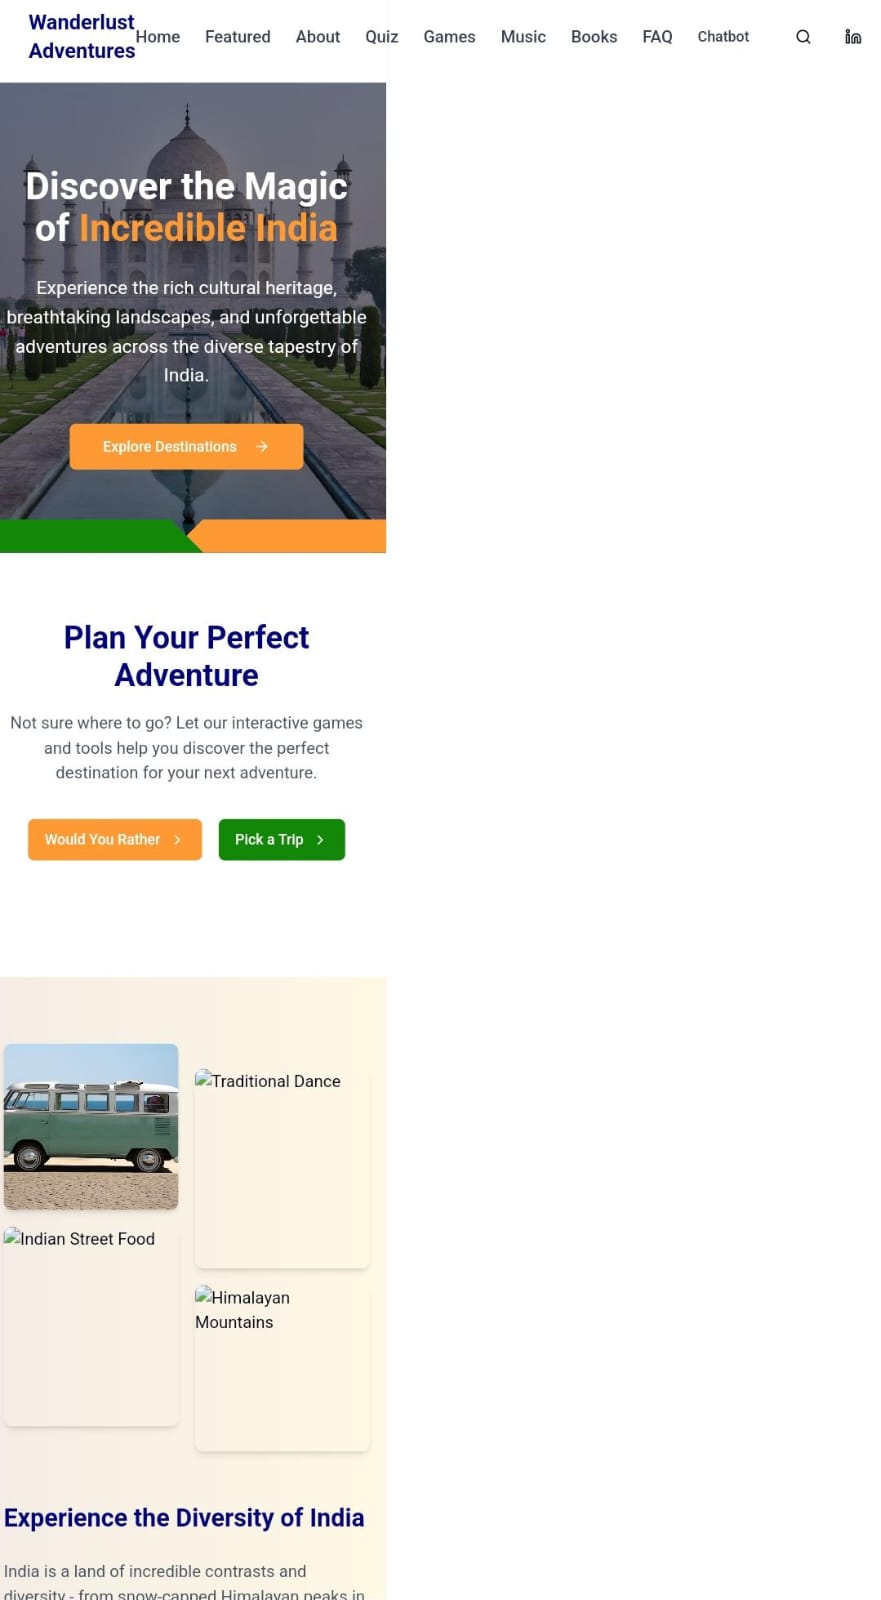 Wanderlust
Adventures
Home Featured About Quiz Games Music Books FAQ Chatbot
Discover the Magic
of Incredible India
Experience the rich cultural heritage,
breathtaking landscapes, and unforgettable
adventures across the diverse tapestry of
India.
Explore Destinations
Plan Your Perfect
Adventure
Not sure where to go? Let our interactive games
and tools help you discover the perfect
destination for your next adventure.
Would You Rather
Pick a Trip
Traditional Dance
Indian Street Food
Himalayan
Mountains
Experience the Diversity of India
India is a land of incredible contrasts and
diversity - from snow-capped Himalayan peaks in